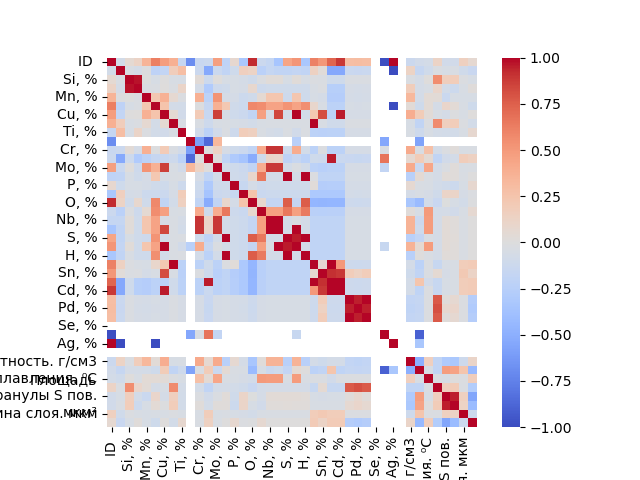 ID
Si, %
Mn, %
Cu, %
Ti, %
Cr, %
Mo, %
P, %
O, %
Nb, %
S, %
H, %
Sn, %
Cd, %
Pd, %
Se, %
Ag, %
тность. г/см3
плавления °C
Площадь
ранулы S пов.
мкм²
ина слоя. мкм
ID
Si, %
Mn, %
Cu, %
Ti, %
Cr, %
Mo, %
P, %
O, %
Nb, %
S, %
H, %
Sn, %
Cd, %
Pd, %
Se, %
Ag, %
г/см3
ия. °C
S пов.
я. мкм
1.00
0.75
0.50
0.25
0.00
−0.25
−0.50
−0.75
−1.00